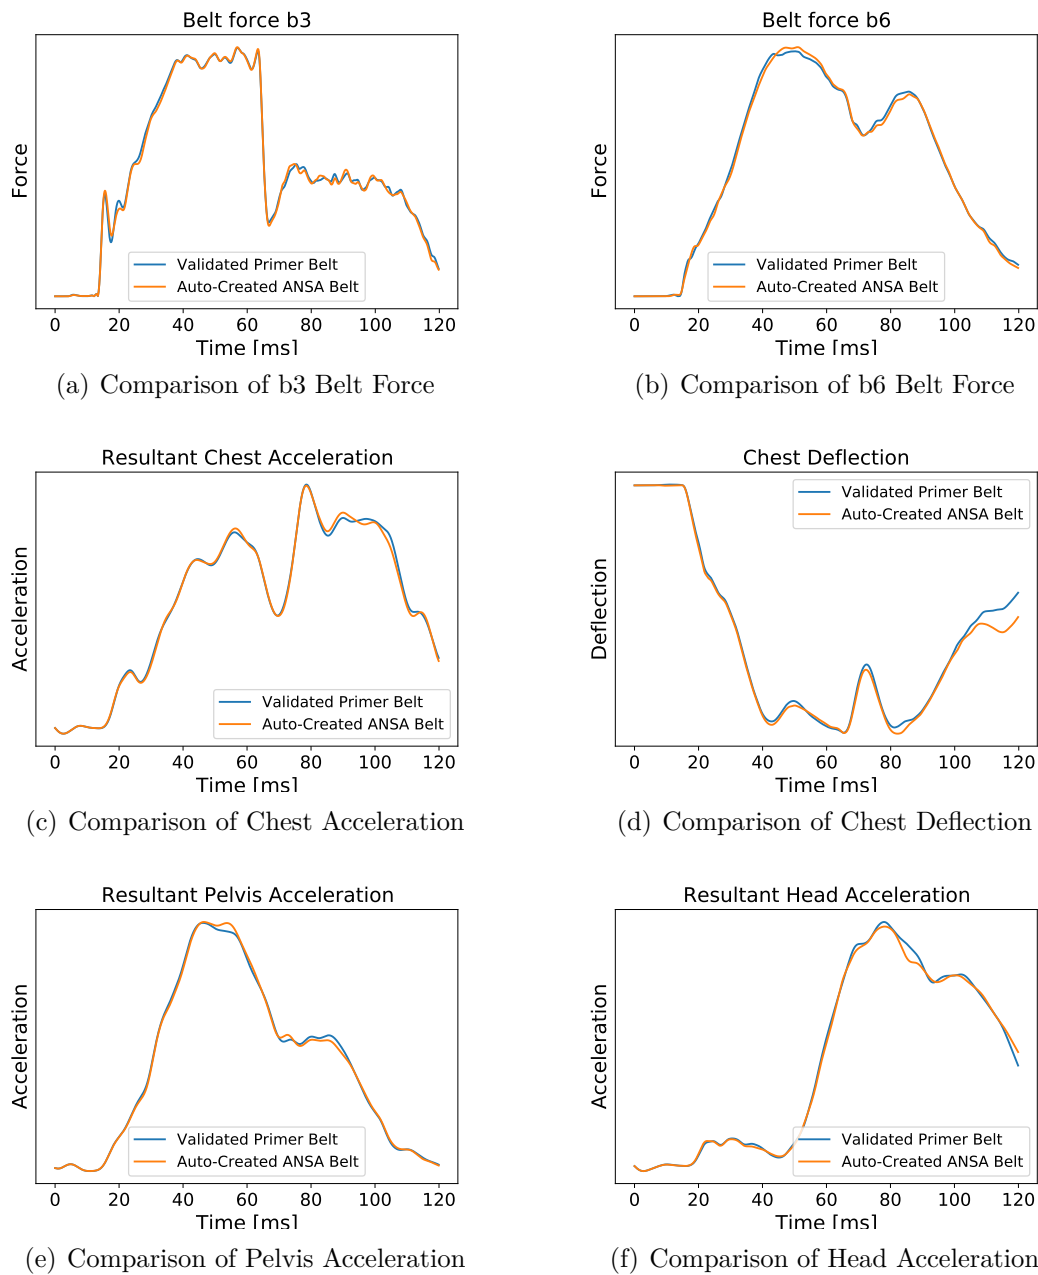 Belt force b3
Force
Validated Primer Belt
Auto-Created ANSA Belt
0 20 40 60 80 100 120
Time [ms]
(a) Comparison of b3 Belt Force
Belt force b6
Force
Validated Primer Belt
Auto-Created ANSA Belt
0 20 40 60 80 100 120
Time [ms]
(b) Comparison of b6 Belt Force
Resultant Chest Acceleration
Acceleration
Validated Primer Belt
Auto-Created ANSA Belt
0 20 40 60 80 100 120
Time [ms]
(c) Comparison of Chest Acceleration
Chest Deflection
Deflection
Validated Primer Belt
Auto-Created ANSA Belt
0 20 40 60 80 100 120
Time [ms]
(d) Comparison of Chest Deflection
Resultant Pelvis Acceleration
Acceleration
Validated Primer Belt
Auto-Created ANSA Belt
0 20 40 60 80 100 120
Time [ms]
(e) Comparison of Pelvis Acceleration
Resultant Head Acceleration
Acceleration
Validated Primer Belt
Auto-Created ANSA Belt
0 20 40 60 80 100 120
Time [ms]
(f) Comparison of Head Acceleration